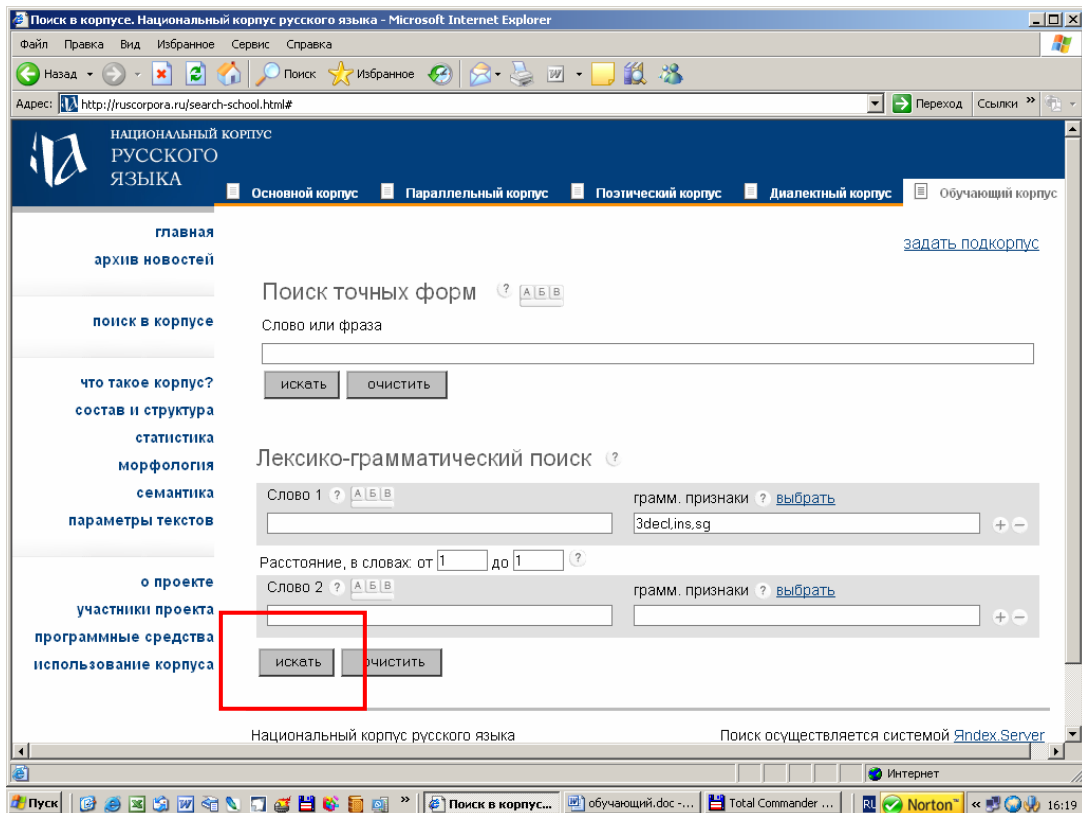 Поиск в корпусе. Национальный корпус русского языка - Microsoft Internet Explorer
Файл Правка Вид Избранное Сервис Справка
Назад Поиск Избранное
Адрес: http://ruscorpora.ru/search-school.html# Переход Ссылки »
НАЦИОНАЛЬНЫЙ КОРПУС
РУССКОГО
ЯЗЫКА
Основной корпус Параллельный корпус Поэтический корпус Диалектный корпус Обучающий корпус
главная
архив новостей
поиск в корпусе
что такое корпус?
состав и структура
статистика
морфология
семантика
параметры текстов
о проекте
участники проекта
программные средства
использование корпуса
задать подкорпус
Поиск точных форм ? А Б В
Слово или фраза
искать очистить
Лексико-грамматический поиск ?
Слово 1 ? А Б В грамм. признаки ? выбрать
3decl,ins,sg + −
Расстояние, в словах: от 1 до 1 ?
Слово 2 ? А Б В грамм. признаки ? выбрать
+ −
искать очистить
Национальный корпус русского языка Поиск осуществляется системой Яndex.Server
Интернет
Пуск » Поиск в корпус... обучающий.doc -... Total Commander ... RU Norton™ « 16:19